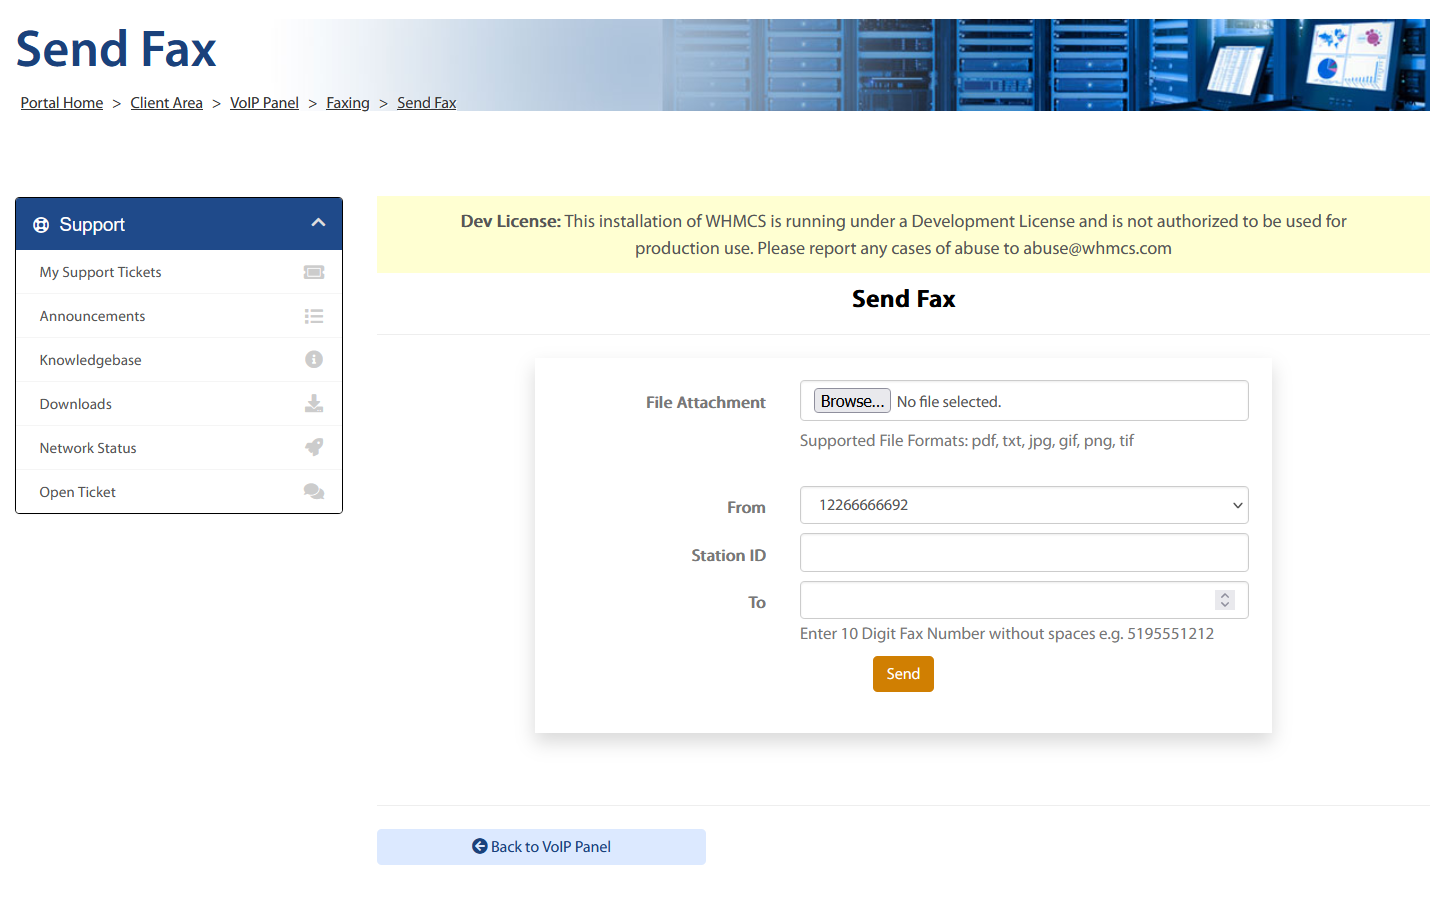 Send Fax
Portal Home > Client Area > VoIP Panel > Faxing > Send Fax
Support
My Support Tickets
Announcements
Knowledgebase
Downloads
Network Status
Open Ticket
Dev License: This installation of WHMCS is running under a Development License and is not authorized to be used for
production use. Please report any cases of abuse to abuse@whmcs.com
Send Fax
File Attachment
Browse... No file selected.
Supported File Formats: pdf, txt, jpg, gif, png, tif
From
12266666692
Station ID
To
Enter 10 Digit Fax Number without spaces e.g. 5195551212
Send
Back to VoIP Panel